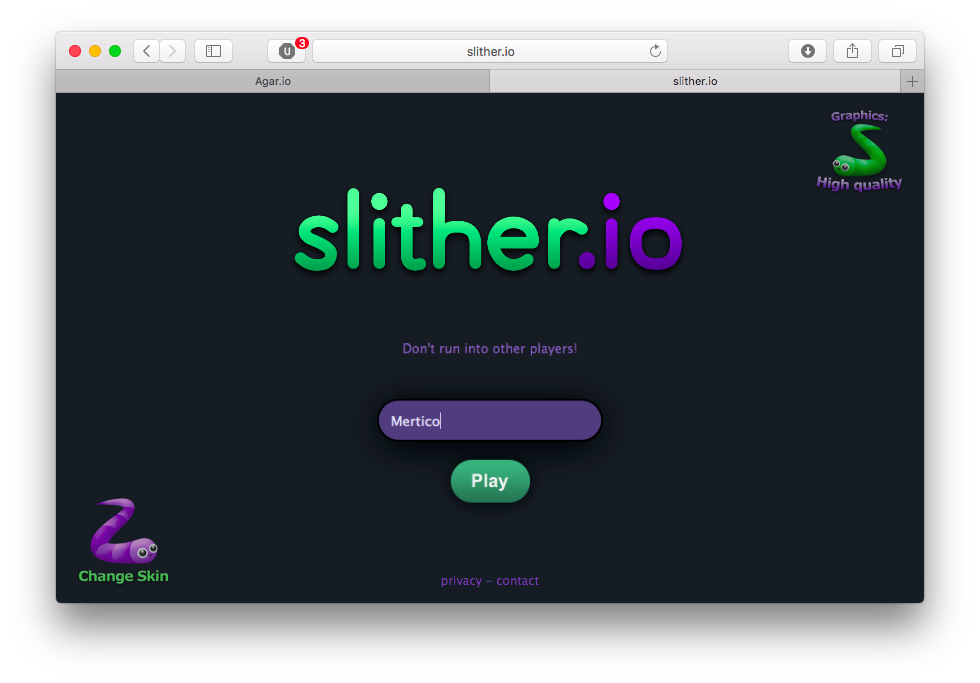 u 3
slither.io
Agar.io
slither.io
Graphics:
High quality
slither.io
Don't run into other players!
Mertico
Play
Change Skin
privacy – contact